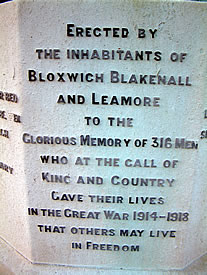 Erected by
the inhabitants of
Bloxwich Blakenall
and Leamore
to the
Glorious Memory of 316 Men
who at the call of
King and Country
Gave their lives
in the Great War 1914-1918
that others may live
in Freedom